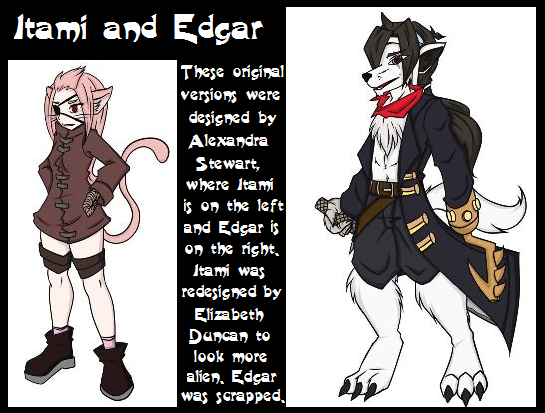 Itami and Edgar
These original
versions were
designed by
Alexandra
Stewart,
where Itami
is on the left
and Edgar is
on the right.
Itami was
redesigned by
Elizabeth
Duncan to
look more
alien. Edgar
was scrapped.